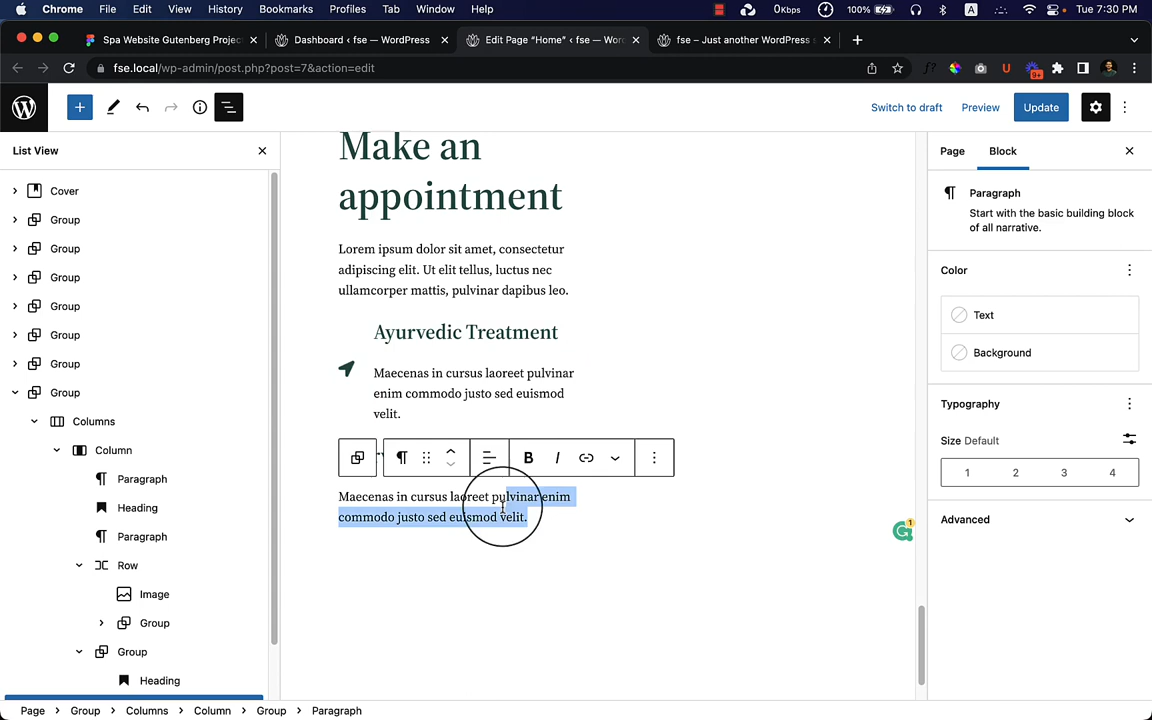 Chrome File Edit View History Bookmarks Profiles Tab Window Help 0Kbps 100% A Tue 7:30 PM
Spa Website Gutenberg Projec Dashboard ‹ fse — WordPress Edit Page “Home” ‹ fse — Wor fse – Just another WordPress
fse.local/wp-admin/post.php?post=7&action=edit
f? U 9+
Switch to draft Preview Update
List View
Cover
Group
Group
Group
Group
Group
Group
Group
Columns
Column
Paragraph
Heading
Paragraph
Row
Image
Group
Group
Heading
Make an
appointment
Lorem ipsum dolor sit amet, consectetur
adipiscing elit. Ut elit tellus, luctus nec
ullamcorper mattis, pulvinar dapibus leo.
Ayurvedic Treatment
Maecenas in cursus laoreet pulvinar
enim commodo justo sed euismod
velit.
B I
Maecenas in cursus laoreet pulvinar enim
commodo justo sed euismod velit.
1
Page Block
Paragraph
Start with the basic building block
of all narrative.
Color
Text
Background
Typography
Size Default
1 2 3 4
Advanced
Page › Group › Columns › Column › Group › Paragraph